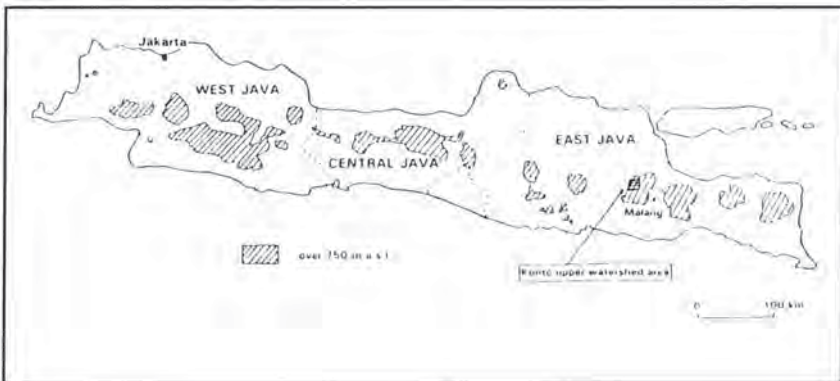 Jakarta
WEST JAVA
EAST JAVA
CENTRAL JAVA
Malang
over 750 m a s l
Konto upper watershed area
0 100 km